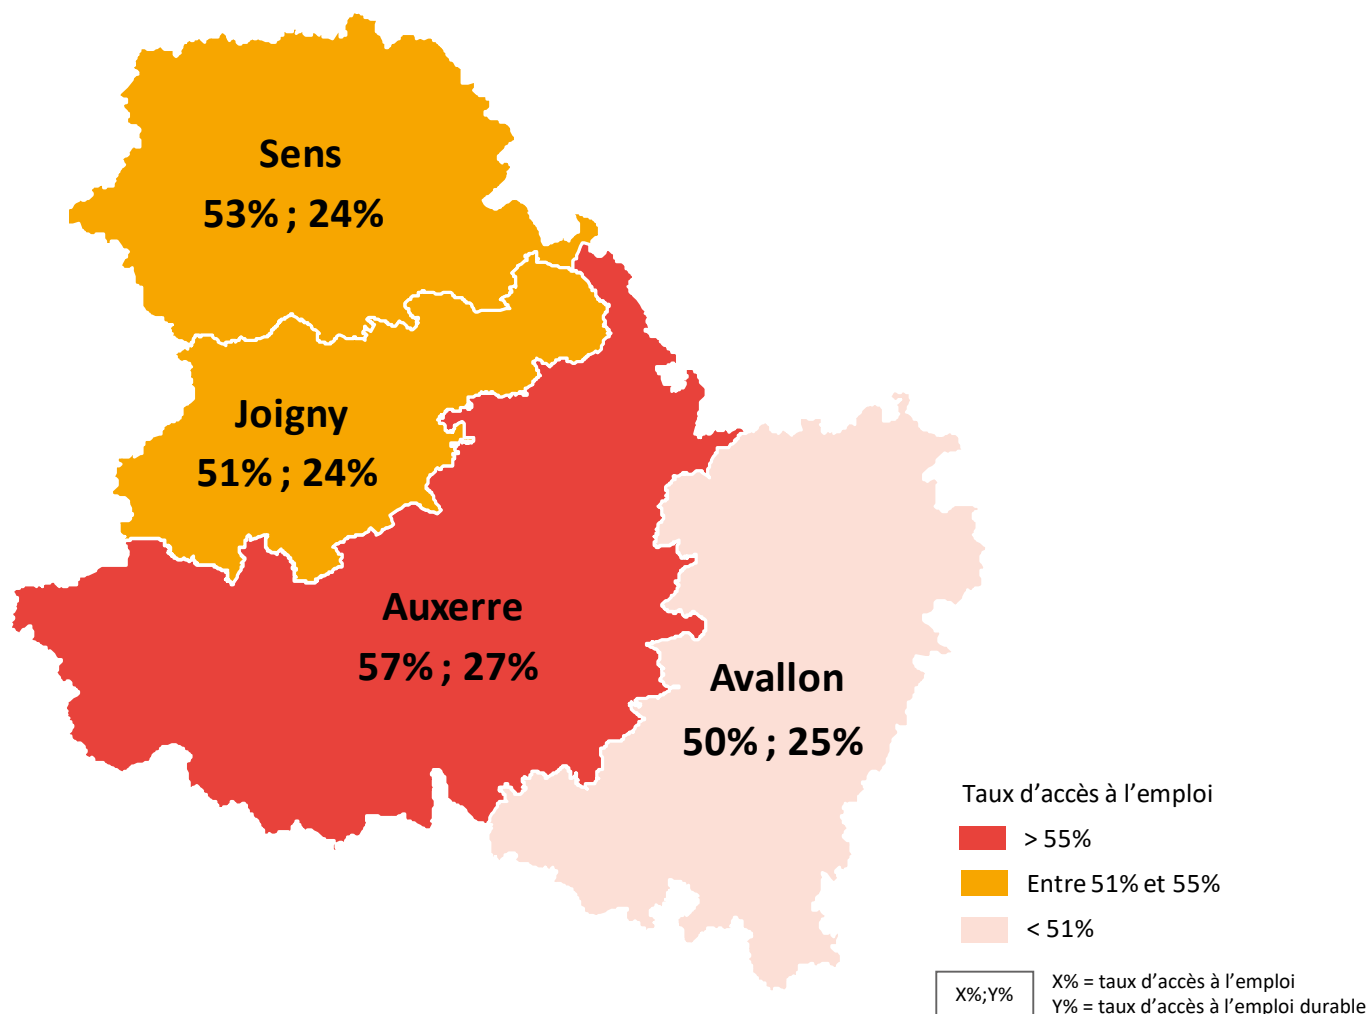 Sens
53% ; 24%
Joigny
51% ; 24%
Auxerre
57% ; 27%
Avallon
50% ; 25%
Taux d’accès à l’emploi
> 55%
Entre 51% et 55%
< 51%
X%;Y%
X% = taux d’accès à l’emploi
Y% = taux d’accès à l’emploi durable